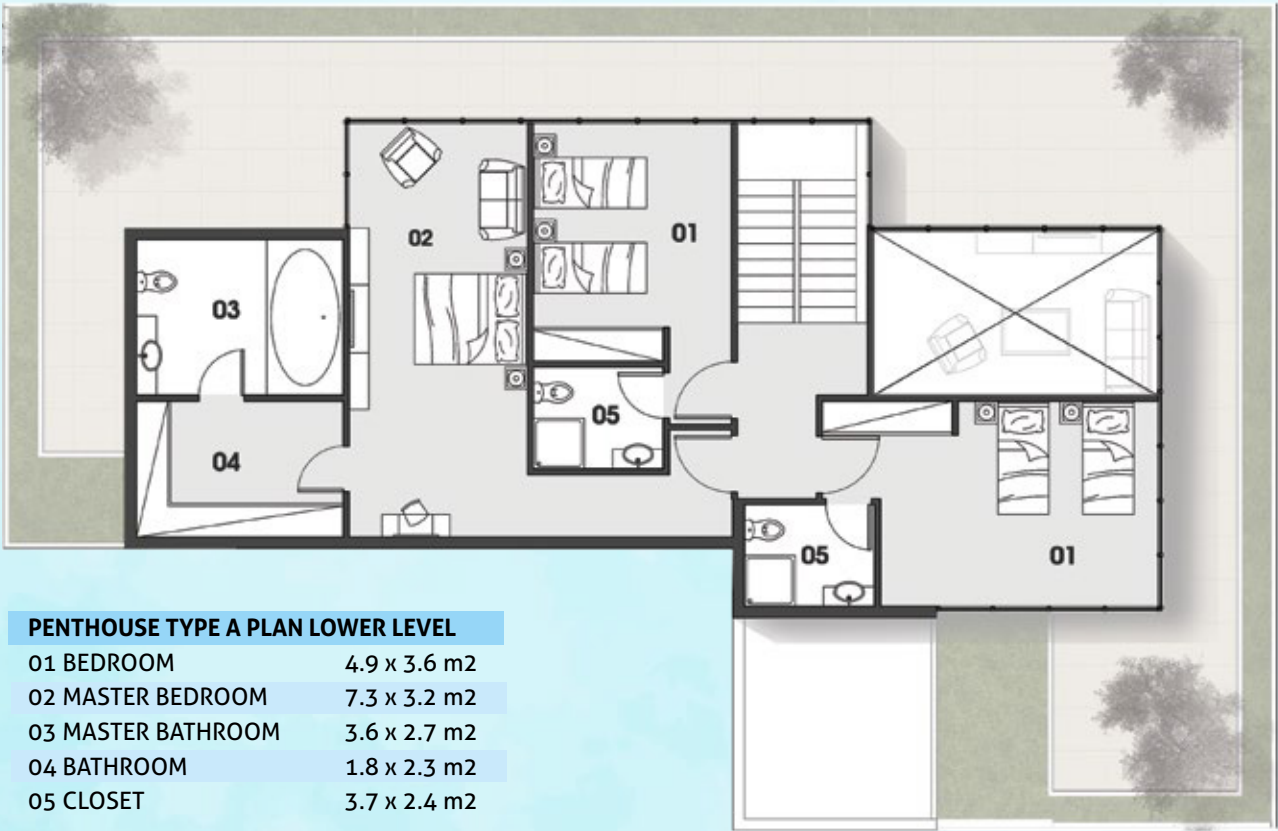 02
01
03
05
04
05
01
PENTHOUSE TYPE A PLAN LOWER LEVEL
01 BEDROOM 4.9 x 3.6 m2
02 MASTER BEDROOM 7.3 x 3.2 m2
03 MASTER BATHROOM 3.6 x 2.7 m2
04 BATHROOM 1.8 x 2.3 m2
05 CLOSET 3.7 x 2.4 m2